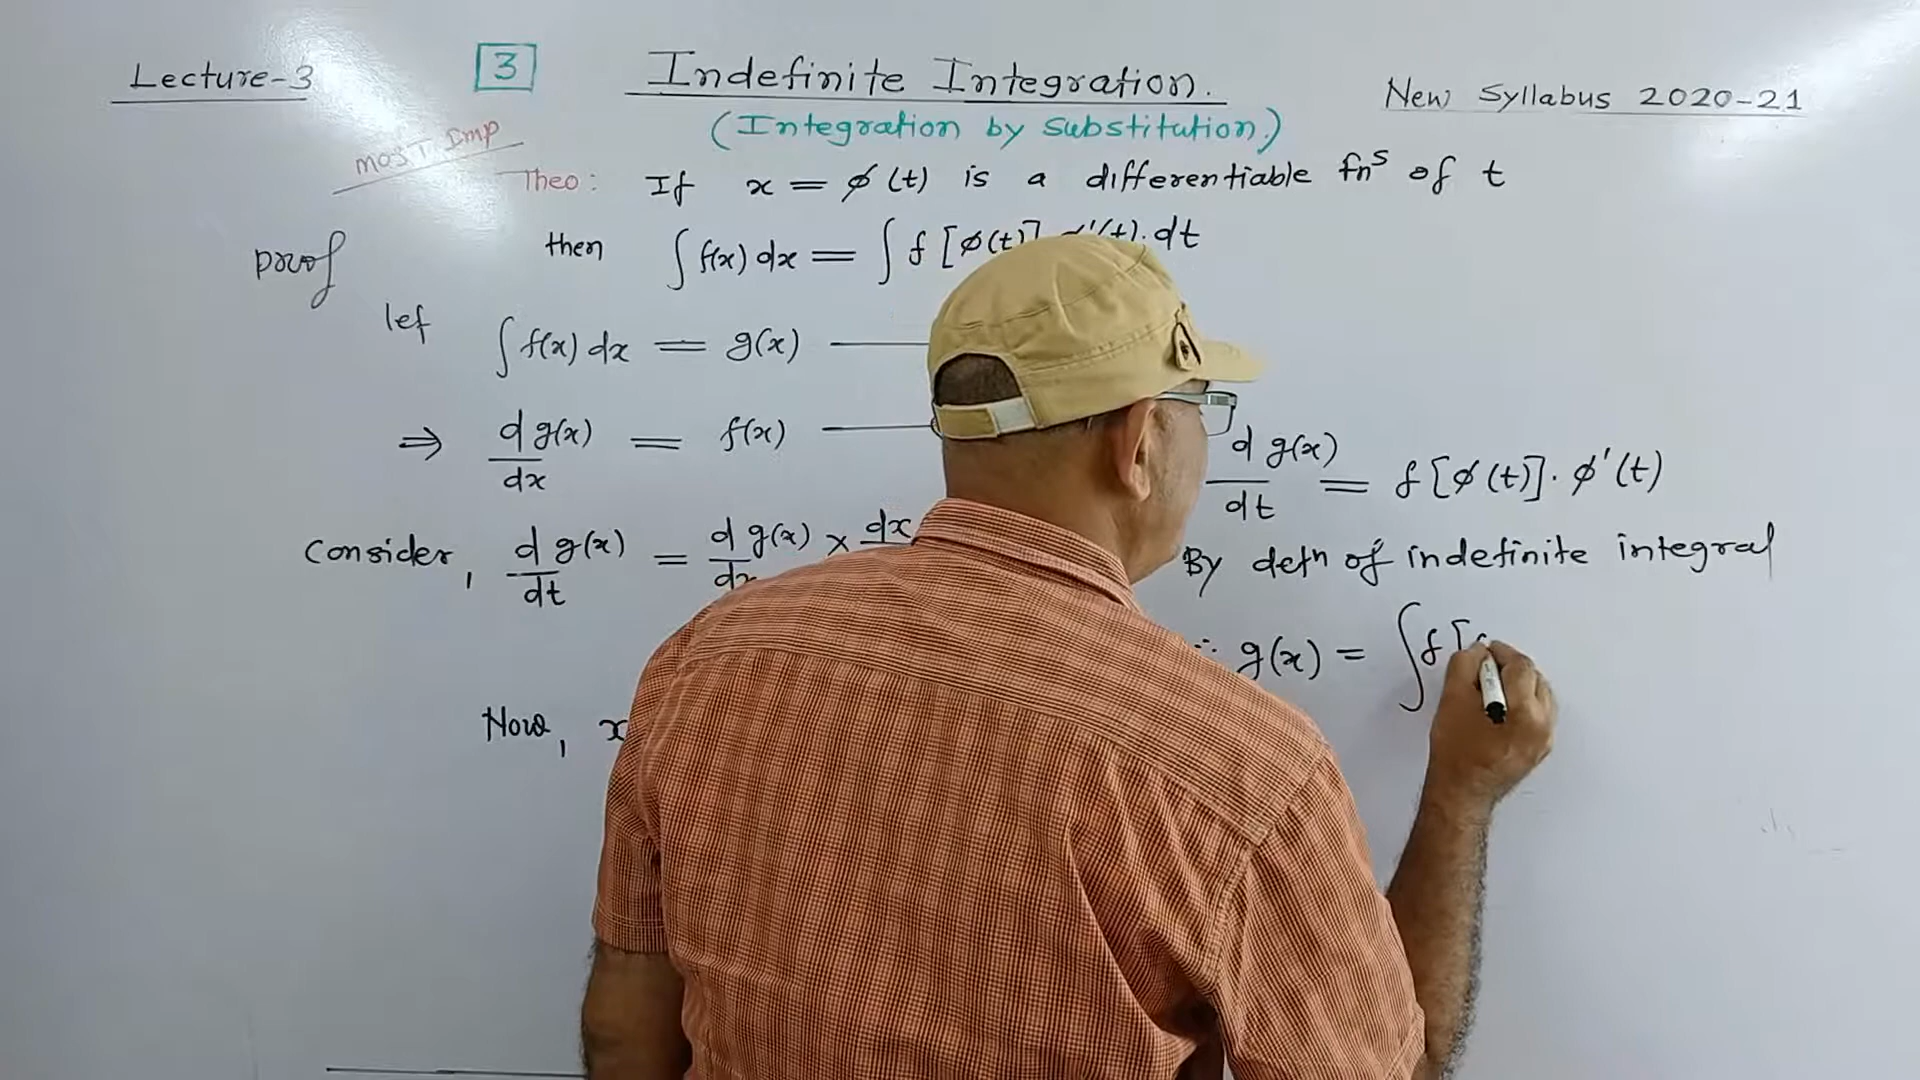 Lecture-3
3
Indefinite Integration.
New Syllabus 2020-21
(Integration by substitution.)
MOST Imp
Theo: If x = ϕ(t) is a differentiable fnˢ of t
then ∫ f(x) dx = ∫ f [ϕ(t)] ϕ'(t). dt
proof
let ∫ f(x) dx = g(x)
⇒ d g(x)/dx = f(x)
Consider, d g(x)/dt = d g(x)/dx × dx
Now, x
d g(x)/dt = f[ϕ(t)]. ϕ'(t)
By defⁿ of indefinite integral
∴ g(x) = ∫ f [